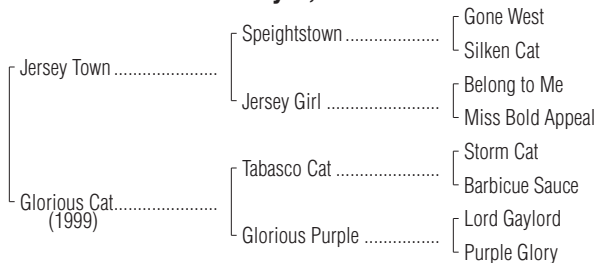 Gone West
Speightstown ..................
Silken Cat
Jersey Town ....................
Belong to Me
Jersey Girl ......................
Miss Bold Appeal
Storm Cat
Tabasco Cat ....................
Barbicue Sauce
Glorious Cat....................
(1999)
Lord Gaylord
Glorious Purple ..............
Purple Glory